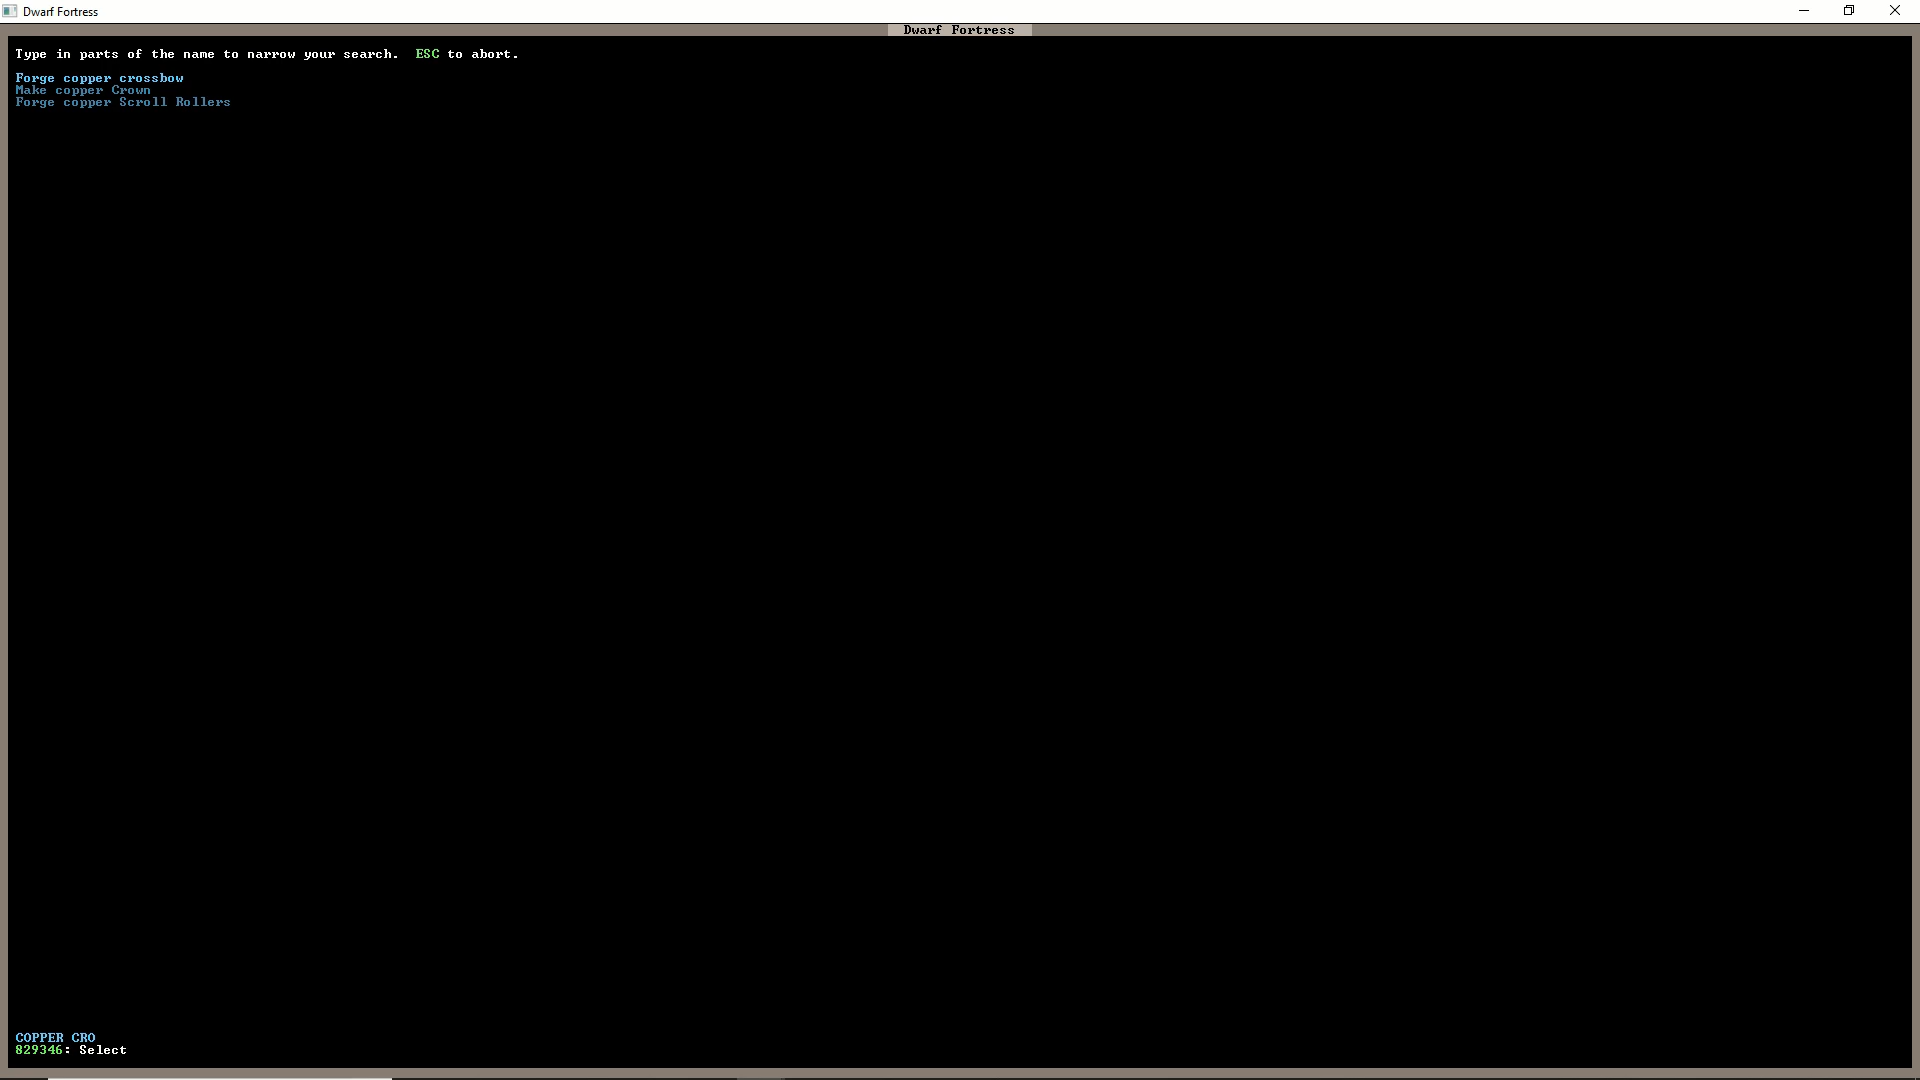 Dwarf Fortress
Dwarf Fortress
Type in parts of the name to narrow your search.  ESC to abort.
Forge copper crossbow
Make copper Crown
Forge copper Scroll Rollers
COPPER CRO
829346: Select